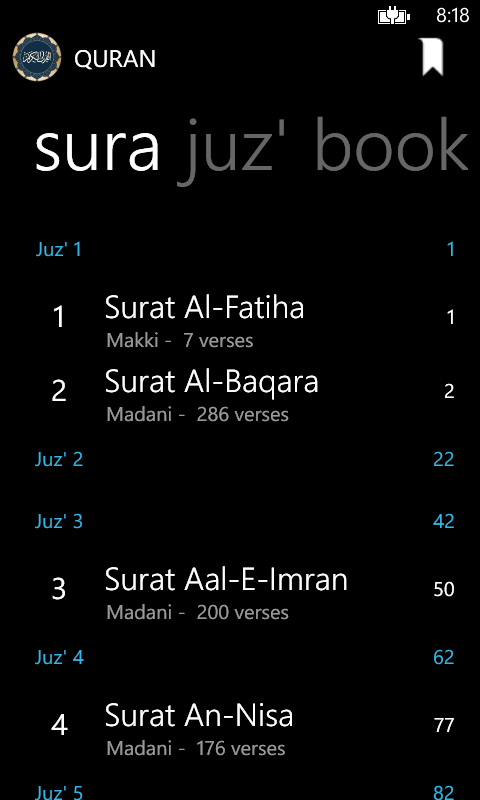 8:18
QURAN
sura juz' book
Juz' 1 1
1 Surat Al-Fatiha 1
Makki - 7 verses
2 Surat Al-Baqara 2
Madani - 286 verses
Juz' 2 22
Juz' 3 42
3 Surat Aal-E-Imran 50
Madani - 200 verses
Juz' 4 62
4 Surat An-Nisa 77
Madani - 176 verses
Juz' 5 82